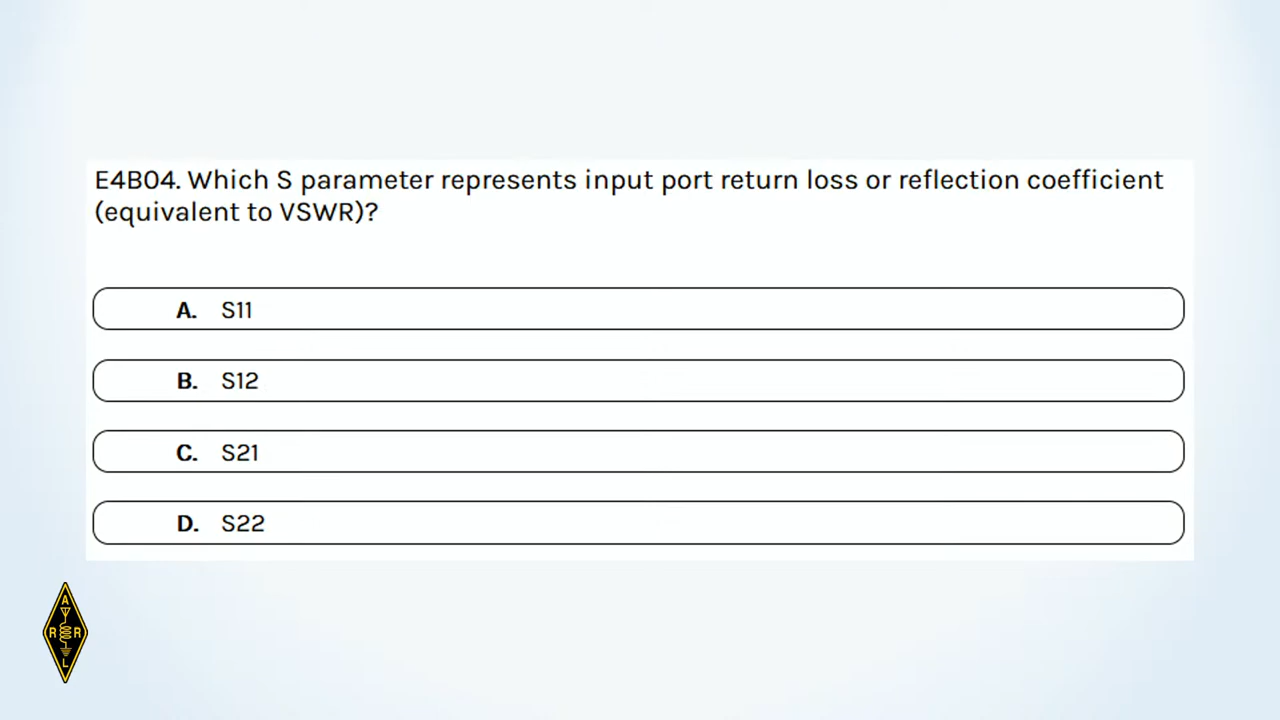 E4B04. Which S parameter represents input port return loss or reflection coefficient
(equivalent to VSWR)?
A. S11
B. S12
C. S21
D. S22
A
R R
L